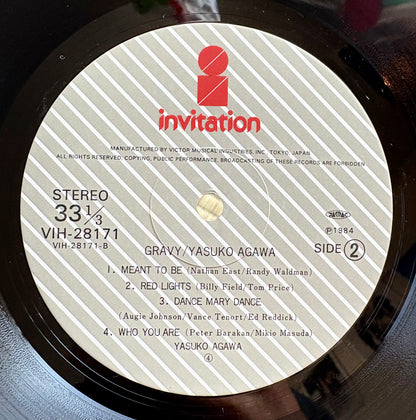 invitation
MANUFACTURED BY VICTOR MUSICAL INDUSTRIES, INC., TOKYO, JAPAN
ALL RIGHTS RESERVED, COPYING, PUBLIC PERFORMANCE, BROADCASTING OF THESE RECORDS ARE FORBIDDEN
STEREO
33 1/3
VIH-28171
VIH-28171-B
JASRAC
Ⓟ1984
SIDE ②
GRAVY/YASUKO AGAWA
1. MEANT TO BE (Nathan East/Randy Waldman)
2. RED LIGHTS (Billy Field/Tom Price)
3. DANCE MARY DANCE
(Augie Johnson/Vance Tenort/Ed Reddick)
4. WHO YOU ARE (Peter Barakan/Mikio Masuda)
YASUKO AGAWA
④